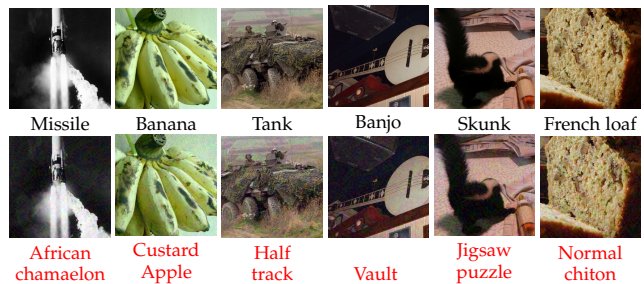 Missile Banana Tank Banjo Skunk French loaf
African Custard Half Jigsaw Normal
chamaelon Apple track Vault puzzle chiton